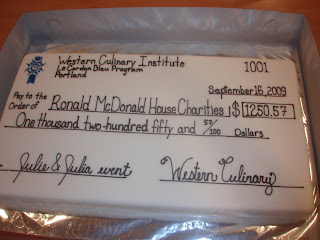 Western Culinary Institute 1001
Le Cordon Bleu Program
Portland
September 16, 2009
Pay to the
Order of Ronald McDonald House Charities $ 1250.57
One thousand two-hundred fifty and 57/100 Dollars
Julie & Julia event Western Culinary